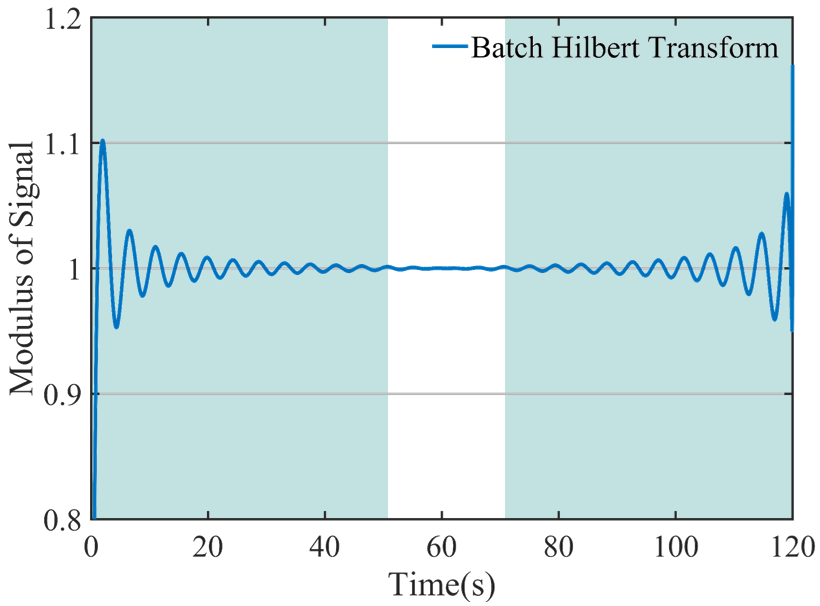 1.2
Batch Hilbert Transform
1.1
1
0.9
0.8
Modulus of Signal
0 20 40 60 80 100 120
Time(s)